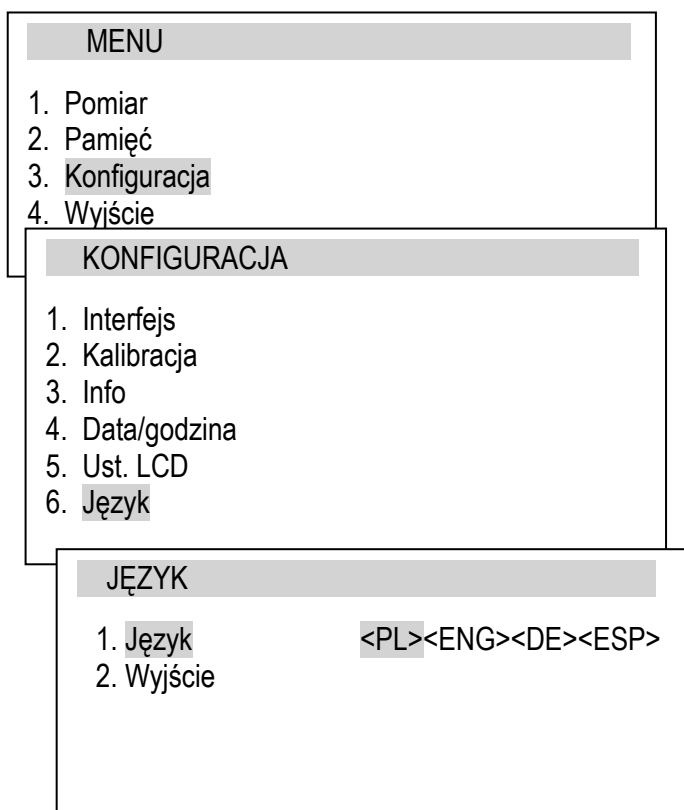 MENU
1. Pomiar
2. Pamięć
3. Konfiguracja
4. Wyjście
KONFIGURACJA
1. Interfejs
2. Kalibracja
3. Info
4. Data/godzina
5. Ust. LCD
6. Język
JĘZYK
1. Język <PL><ENG><DE><ESP>
2. Wyjście